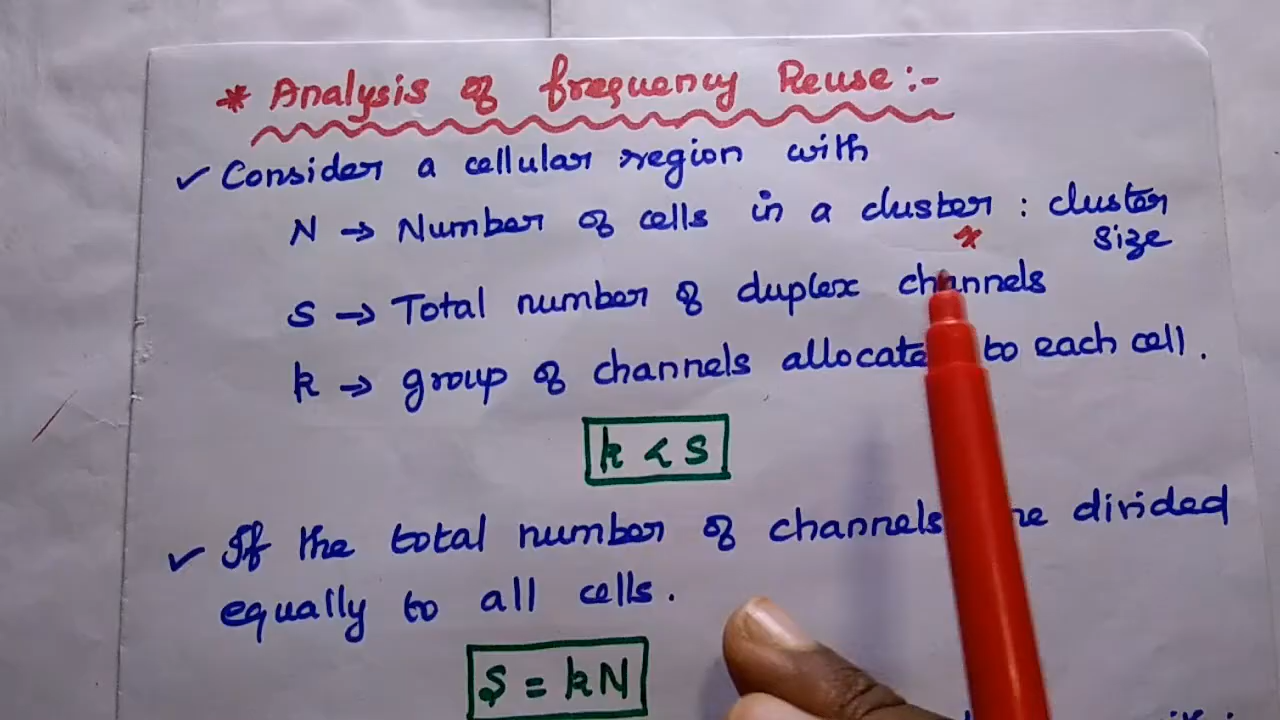 * Analysis of frequency Reuse :-
✓ Consider a cellular region with
N → Number of cells in a cluster : cluster size
S → Total number of duplex channels
k → group of channels allocated to each cell.
k < S
✓ If the total number of channels divided
equally to all cells.
S = kN